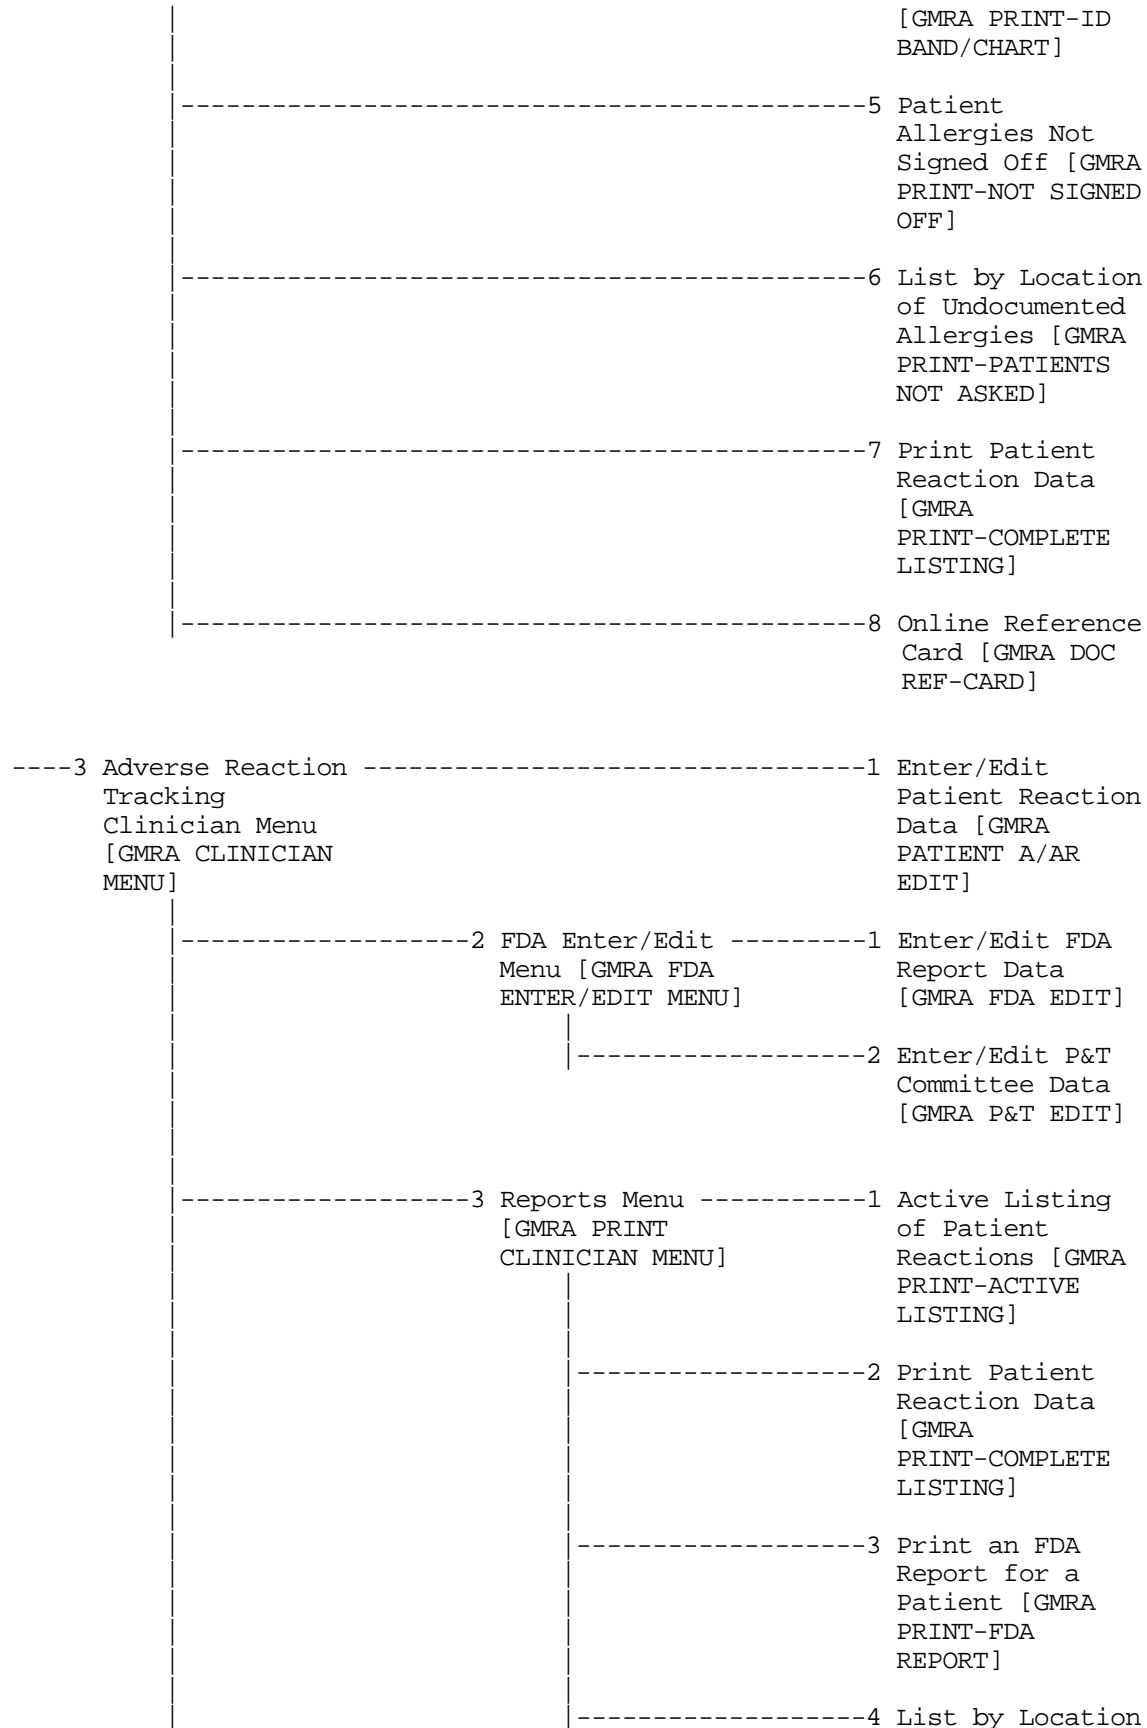 [GMRA PRINT-ID
BAND/CHART]
|---------------------------------------------5 Patient
Allergies Not
Signed Off [GMRA
PRINT-NOT SIGNED
OFF]
|---------------------------------------------6 List by Location
of Undocumented
Allergies [GMRA
PRINT-PATIENTS
NOT ASKED]
|---------------------------------------------7 Print Patient
Reaction Data
[GMRA
PRINT-COMPLETE
LISTING]
|---------------------------------------------8 Online Reference
Card [GMRA DOC
REF-CARD]
----3 Adverse Reaction ---------------------------------1 Enter/Edit
Tracking Patient Reaction
Clinician Menu Data [GMRA
[GMRA CLINICIAN PATIENT A/AR
MENU] EDIT]
|-------------------2 FDA Enter/Edit ---------1 Enter/Edit FDA
Menu [GMRA FDA Report Data
ENTER/EDIT MENU] [GMRA FDA EDIT]
|-------------------2 Enter/Edit P&T
Committee Data
[GMRA P&T EDIT]
|-------------------3 Reports Menu -----------1 Active Listing
[GMRA PRINT of Patient
CLINICIAN MENU] Reactions [GMRA
PRINT-ACTIVE
LISTING]
|-------------------2 Print Patient
Reaction Data
[GMRA
PRINT-COMPLETE
LISTING]
|-------------------3 Print an FDA
Report for a
Patient [GMRA
PRINT-FDA
REPORT]
|-------------------4 List by Location